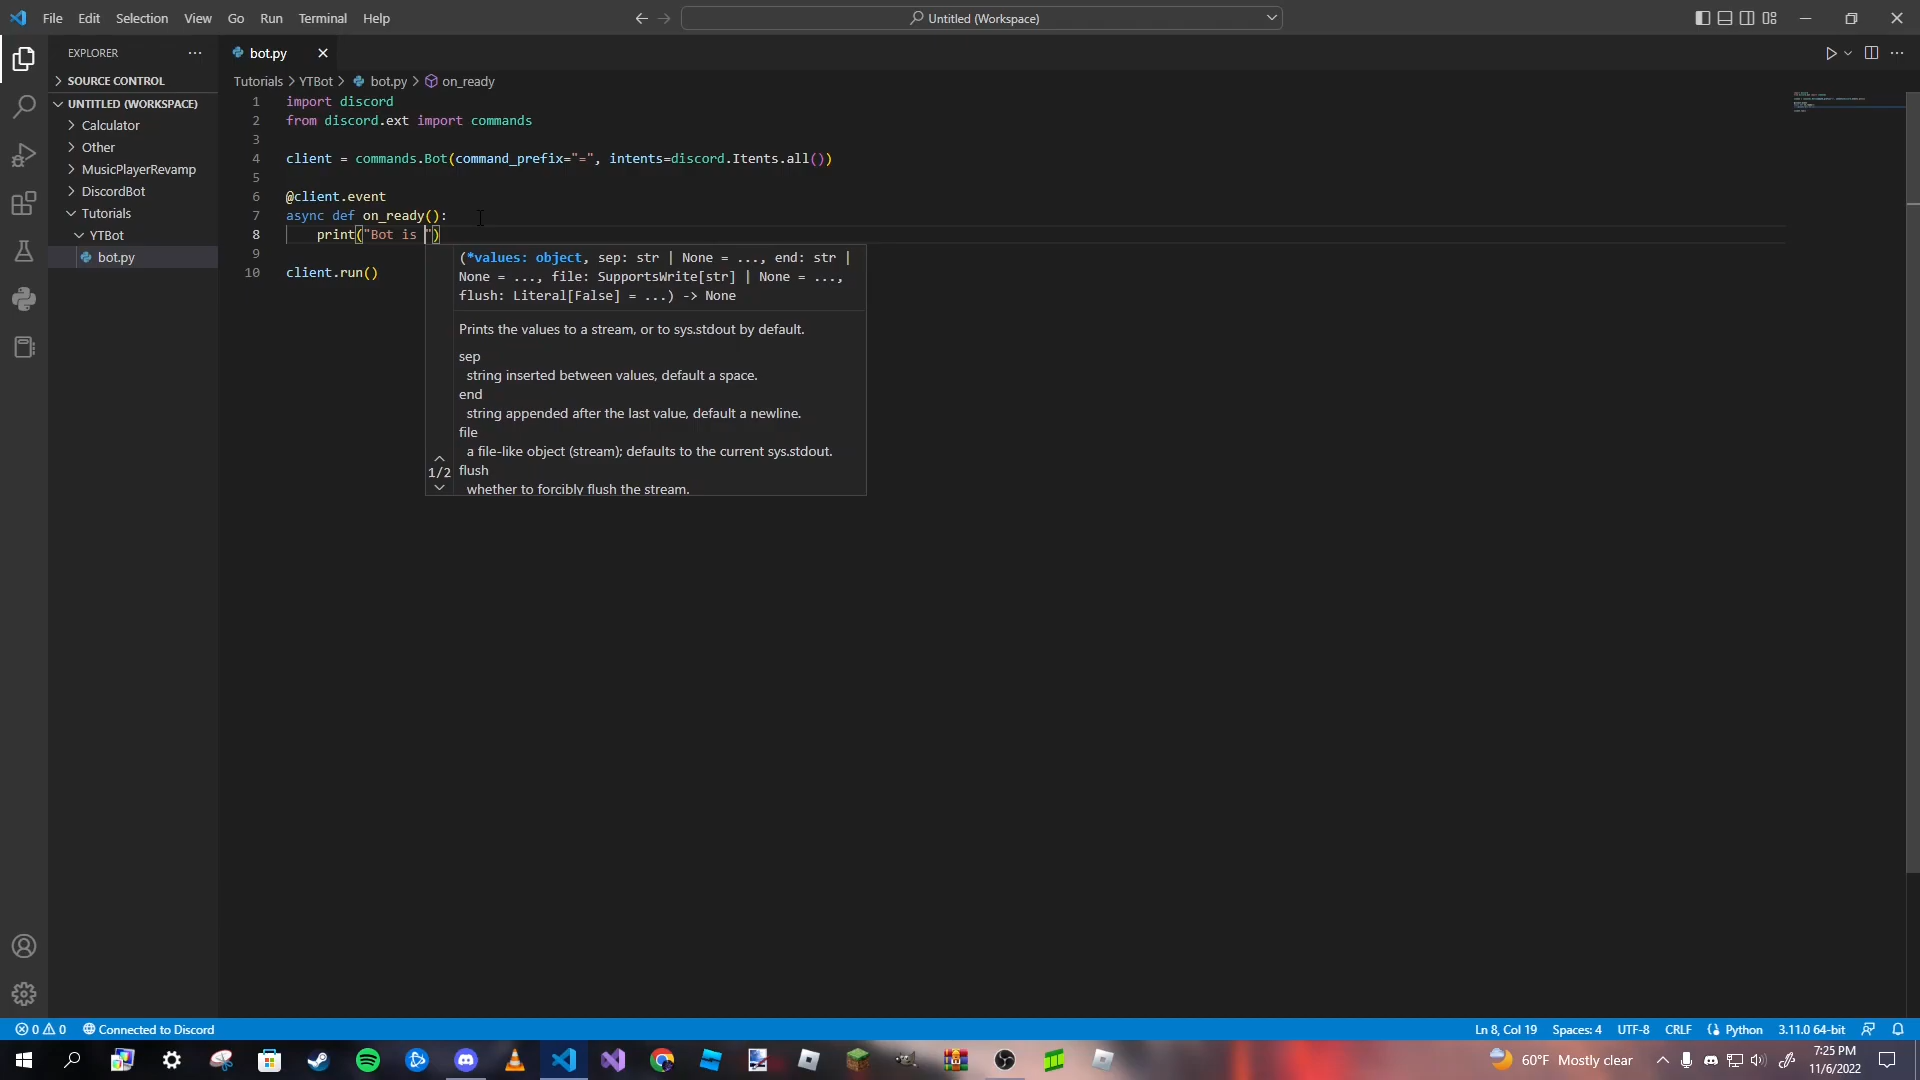 File Edit Selection View Go Run Terminal Help
Untitled (Workspace)
EXPLORER
bot.py
SOURCE CONTROL
UNTITLED (WORKSPACE)
Calculator
Other
MusicPlayerRevamp
DiscordBot
Tutorials
YTBot
bot.py
Tutorials > YTBot > bot.py > on_ready
1 import discord
2 from discord.ext import commands
3
4 client = commands.Bot(command_prefix="=", intents=discord.Itents.all())
5
6 @client.event
7 async def on_ready():
8 print("Bot is ")
9
10 client.run()
(*values: object, sep: str | None = ..., end: str |
None = ..., file: SupportsWrite[str] | None = ...,
flush: Literal[False] = ...) -> None
Prints the values to a stream, or to sys.stdout by default.
sep
string inserted between values, default a space.
end
string appended after the last value, default a newline.
file
a file-like object (stream); defaults to the current sys.stdout.
1/2
flush
whether to forcibly flush the stream.
0 0 Connected to Discord
Ln 8, Col 19 Spaces: 4 UTF-8 CRLF Python 3.11.0 64-bit
60°F Mostly clear
7:25 PM
11/6/2022